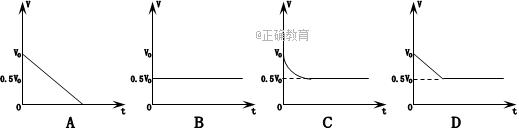 v v v v
@正确教育
V₀ V₀ V₀ V₀
0.5V₀ 0.5V₀ 0.5V₀ 0.5V₀
0 t 0 t 0 t 0 t
A B C D